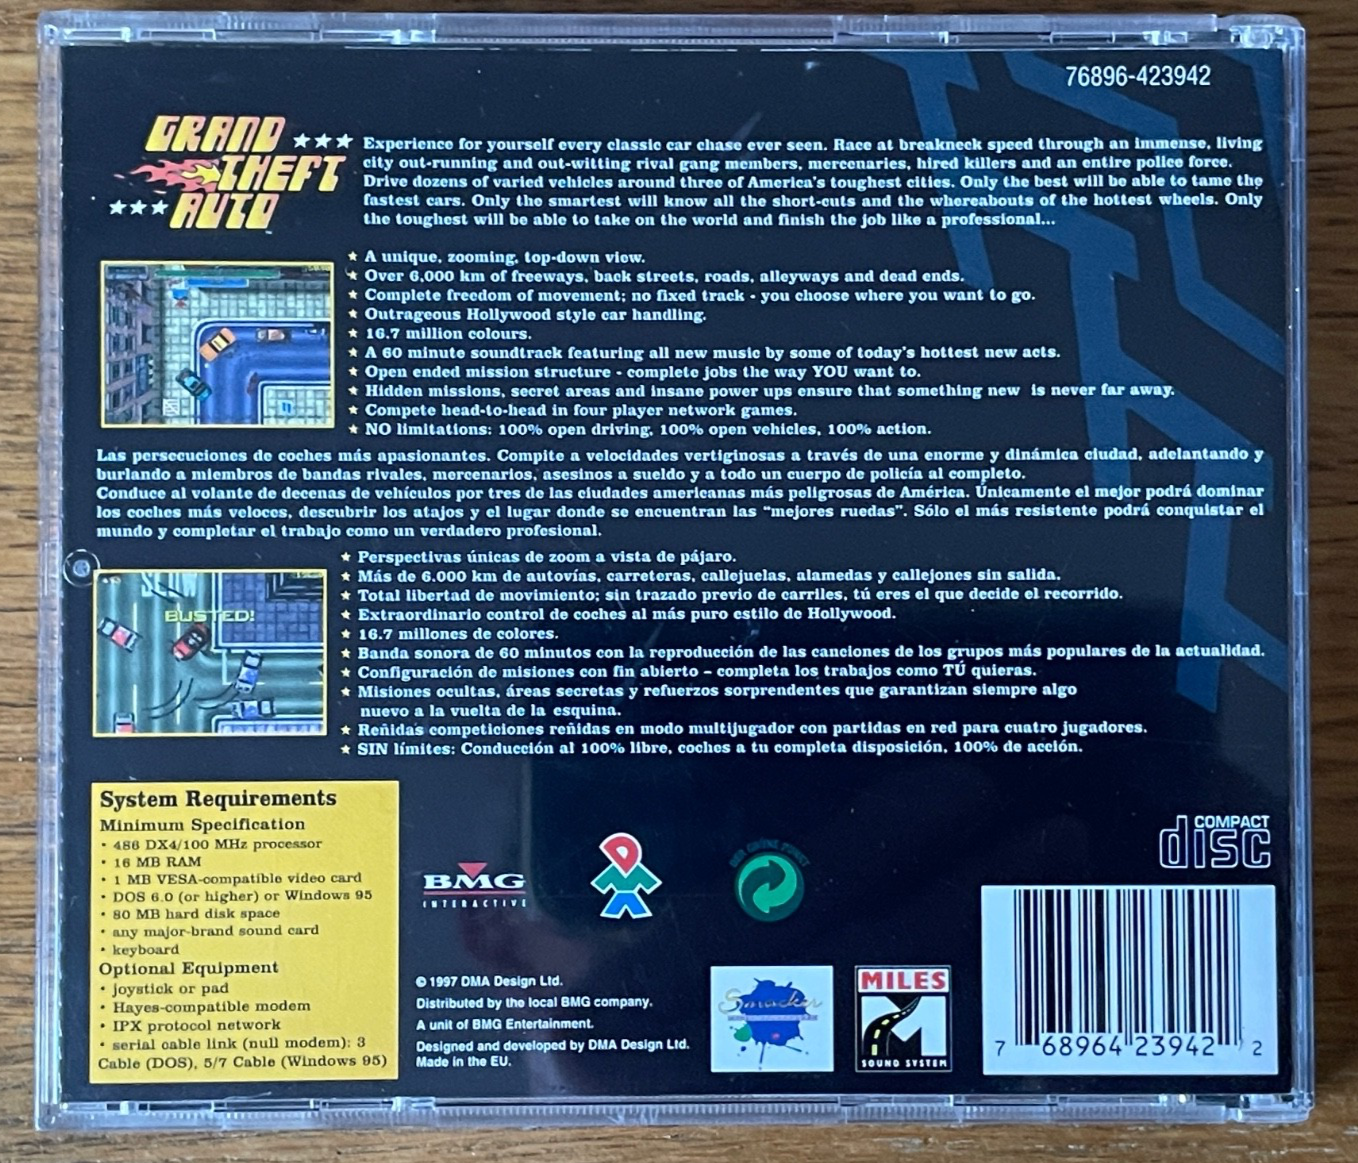 76896-423942
GRAND
THEFT
AUTO
Experience for yourself every classic car chase ever seen. Race at breakneck speed through an immense, living
city out-running and out-witting rival gang members, mercenaries, hired killers and an entire police force.
Drive dozens of varied vehicles around three of America's toughest cities. Only the best will be able to tame the
fastest cars. Only the smartest will know all the short-cuts and the whereabouts of the hottest wheels. Only
the toughest will be able to take on the world and finish the job like a professional...
★ A unique, zooming, top-down view.
★ Over 6,000 km of freeways, back streets, roads, alleyways and dead ends.
★ Complete freedom of movement; no fixed track - you choose where you want to go.
★ Outrageous Hollywood style car handling.
★ 16.7 million colours.
★ A 60 minute soundtrack featuring all new music by some of today's hottest new acts.
★ Open ended mission structure - complete jobs the way YOU want to.
★ Hidden missions, secret areas and insane power ups ensure that something new is never far away.
★ Compete head-to-head in four player network games.
★ NO limitations: 100% open driving, 100% open vehicles, 100% action.
Las persecuciones de coches más apasionantes. Compite a velocidades vertiginosas a través de una enorme y dinámica ciudad, adelantando y
burlando a miembros de bandas rivales, mercenarios, asesinos a sueldo y a todo un cuerpo de policía al completo.
Conduce al volante de decenas de vehículos por tres de las ciudades americanas más peligrosas de América. Únicamente el mejor podrá dominar
los coches más veloces, descubrir los atajos y el lugar donde se encuentran las "mejores ruedas". Sólo el más resistente podrá conquistar el
mundo y completar el trabajo como un verdadero profesional.
BUSTED!
★ Perspectivas únicas de zoom a vista de pájaro.
★ Más de 6.000 km de autovías, carreteras, callejuelas, alamedas y callejones sin salida.
★ Total libertad de movimiento; sin trazado previo de carriles, tú eres el que decide el recorrido.
★ Extraordinario control de coches al más puro estilo de Hollywood.
★ 16.7 millones de colores.
★ Banda sonora de 60 minutos con la reproducción de las canciones de los grupos más populares de la actualidad.
★ Configuración de misiones con fin abierto – completa los trabajos como TÚ quieras.
★ Misiones ocultas, áreas secretas y refuerzos sorprendentes que garantizan siempre algo
nuevo a la vuelta de la esquina.
★ Reñidas competiciones reñidas en modo multijugador con partidas en red para cuatro jugadores.
★ SIN límites: Conducción al 100% libre, coches a tu completa disposición, 100% de acción.
System Requirements
Minimum Specification
• 486 DX4/100 MHz processor
• 16 MB RAM
• 1 MB VESA-compatible video card
• DOS 6.0 (or higher) or Windows 95
• 80 MB hard disk space
• any major-brand sound card
• keyboard
Optional Equipment
• joystick or pad
• Hayes-compatible modem
• IPX protocol network
• serial cable link (null modem): 3
Cable (DOS), 5/7 Cable (Windows 95)
BMG
INTERACTIVE
DER GRÜNE PUNKT
COMPACT
disc
© 1997 DMA Design Ltd.
Distributed by the local BMG company.
A unit of BMG Entertainment.
Designed and developed by DMA Design Ltd.
Made in the EU.
Smacker
MILES
SOUND SYSTEM
7 68964 23942 2